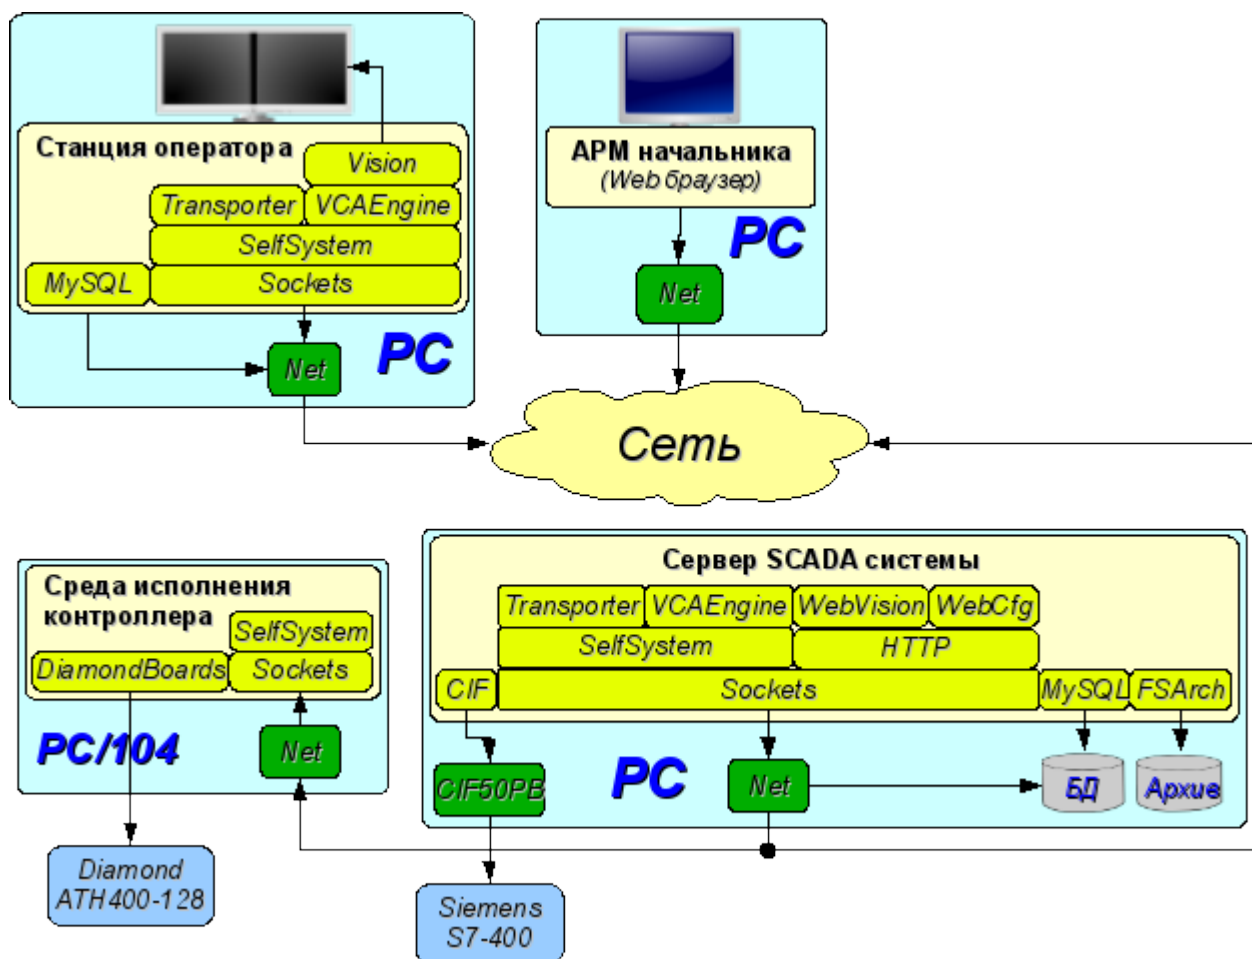 Станция оператора
Vision
Transporter
VCAEngine
SelfSystem
MySQL
Sockets
Net
PC
АРМ начальника
(Web браузер)
PC
Net
Сеть
Среда исполнения
контроллера
SelfSystem
DiamondBoards
Sockets
PC/104
Net
Diamond
ATH400-128
Сервер SCADA системы
Transporter
VCAEngine
WebVision
WebCfg
SelfSystem
HTTP
CIF
Sockets
MySQL
FSArch
CIF50PB
PC
Net
БД
Архив
Siemens
S7-400